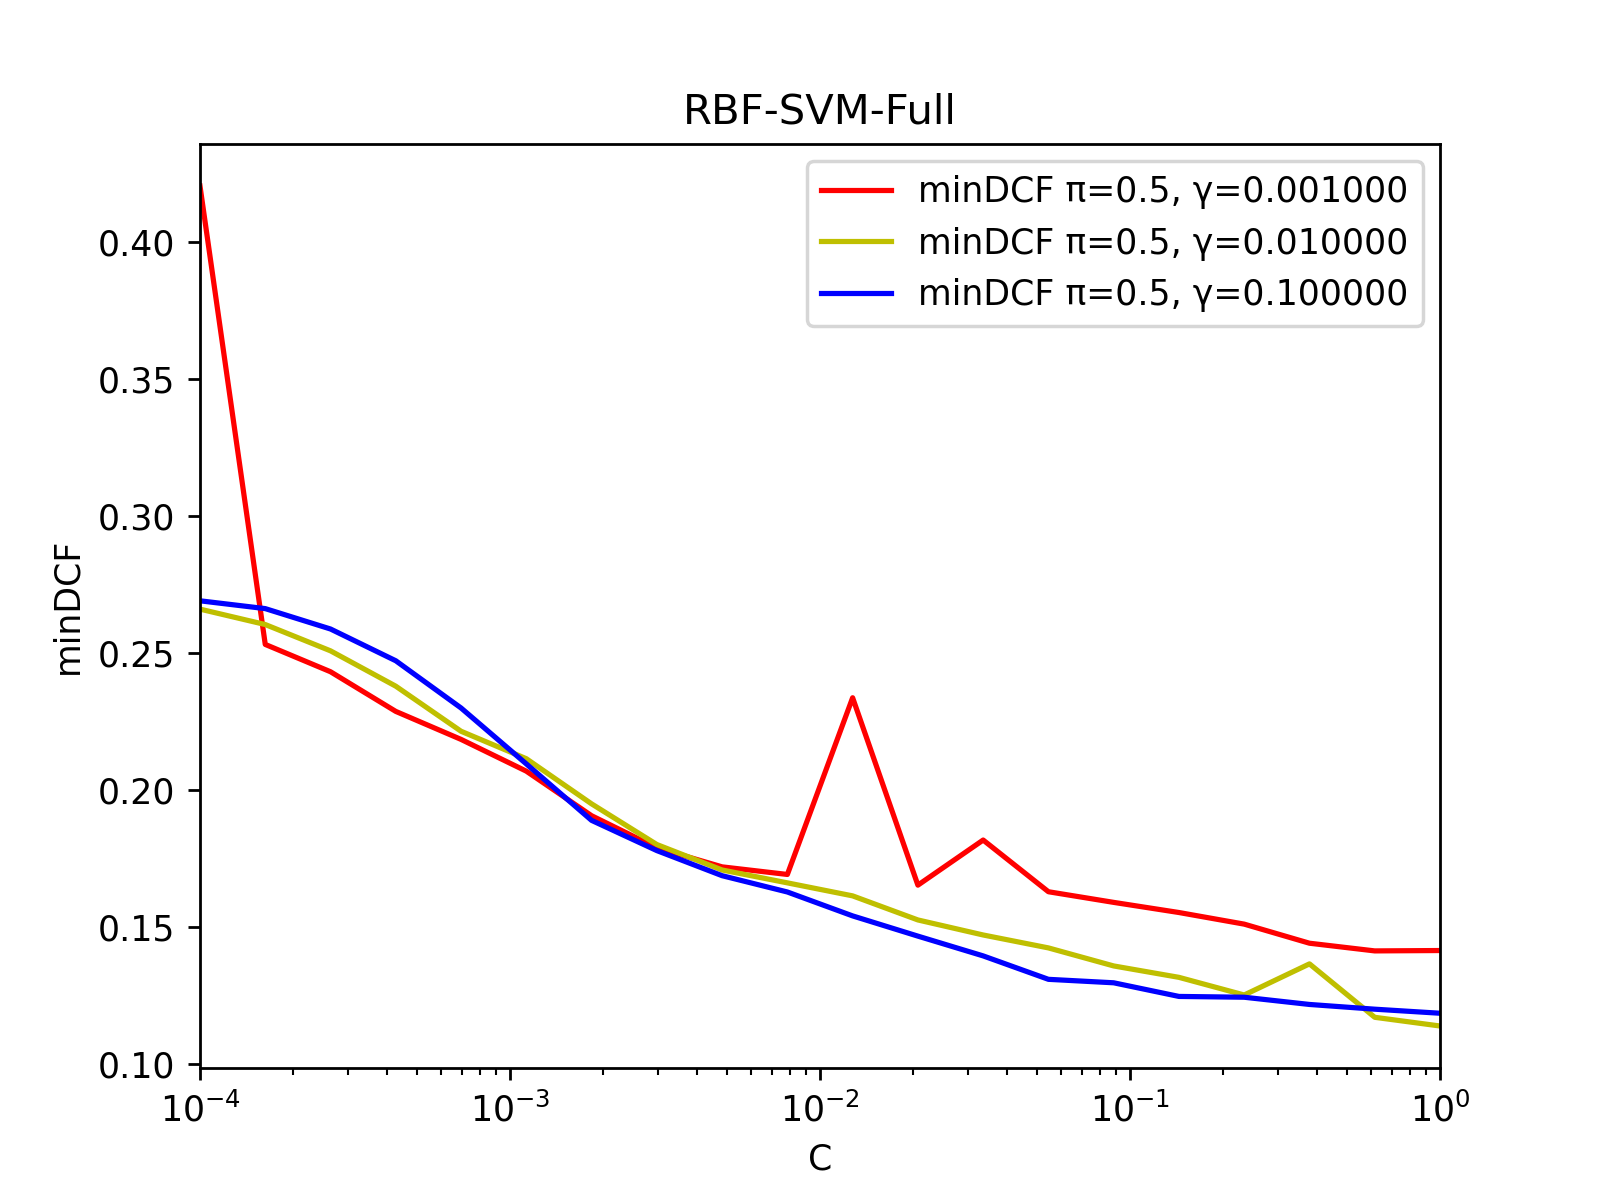 RBF-SVM-Full
minDCF π=0.5, γ=0.001000
minDCF π=0.5, γ=0.010000
minDCF π=0.5, γ=0.100000
minDCF
0.40
0.35
0.30
0.25
0.20
0.15
0.10
10⁻⁴ 10⁻³ 10⁻² 10⁻¹ 10⁰
C